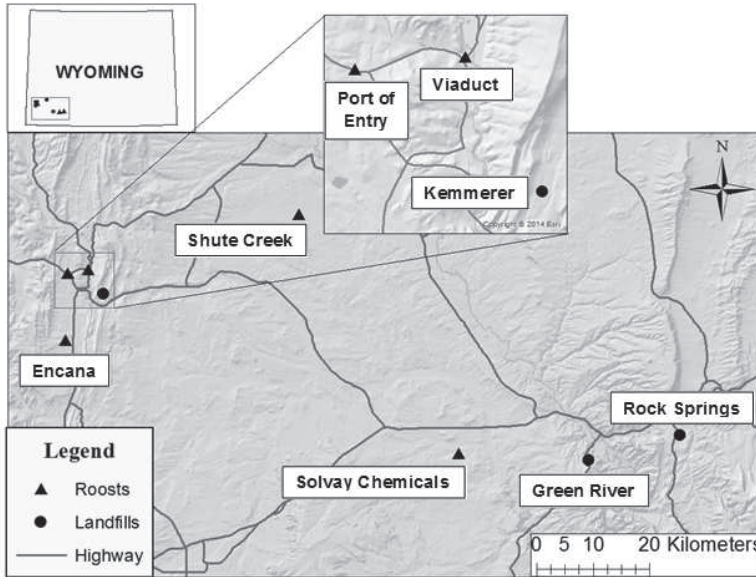 WYOMING
Viaduct
Port of
Entry
Kemmerer
Copyright © 2014 Esri
N
Shute Creek
Encana
Rock Springs
Solvay Chemicals
Green River
Legend
Roosts
Landfills
Highway
0 5 10 20 Kilometers